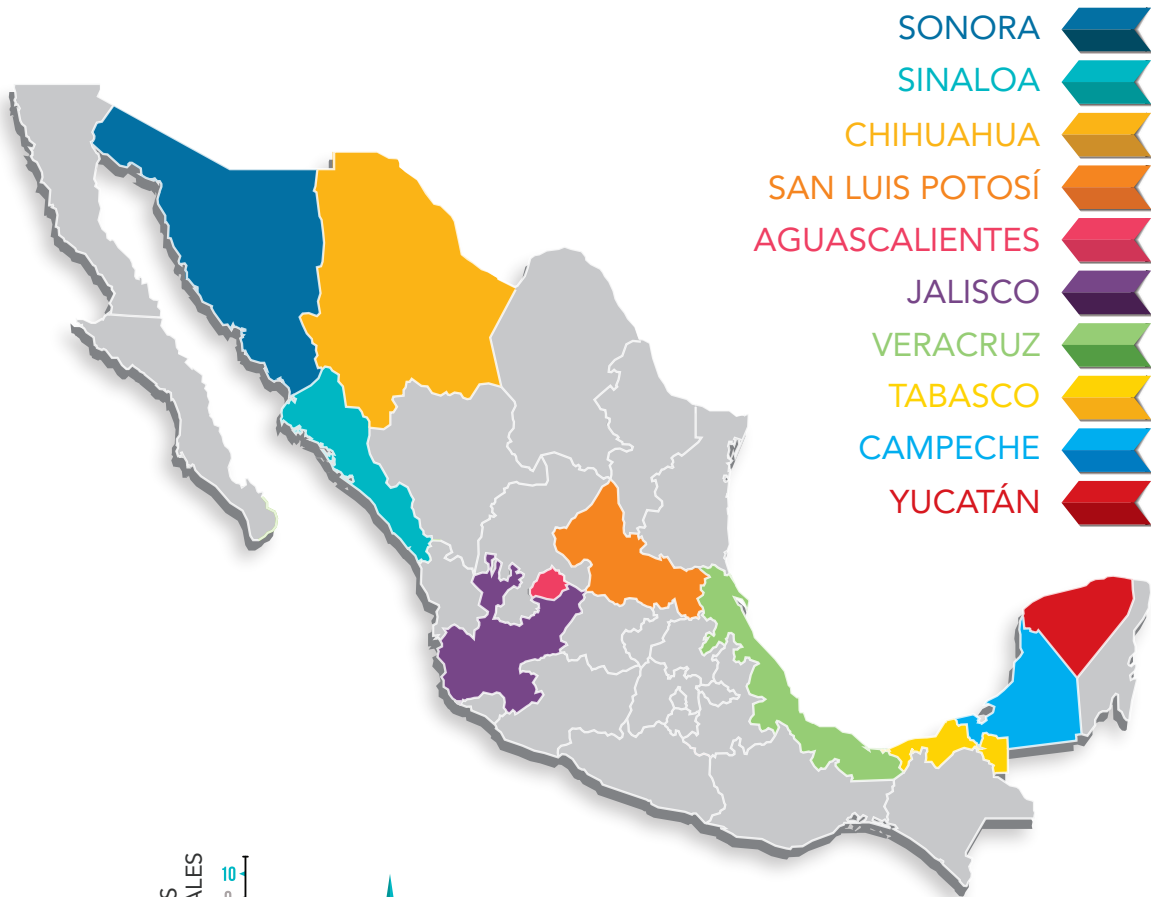 SONORA
SINALOA
CHIHUAHUA
SAN LUIS POTOSÍ
AGUASCALIENTES
JALISCO
VERACRUZ
TABASCO
CAMPECHE
YUCATÁN
10